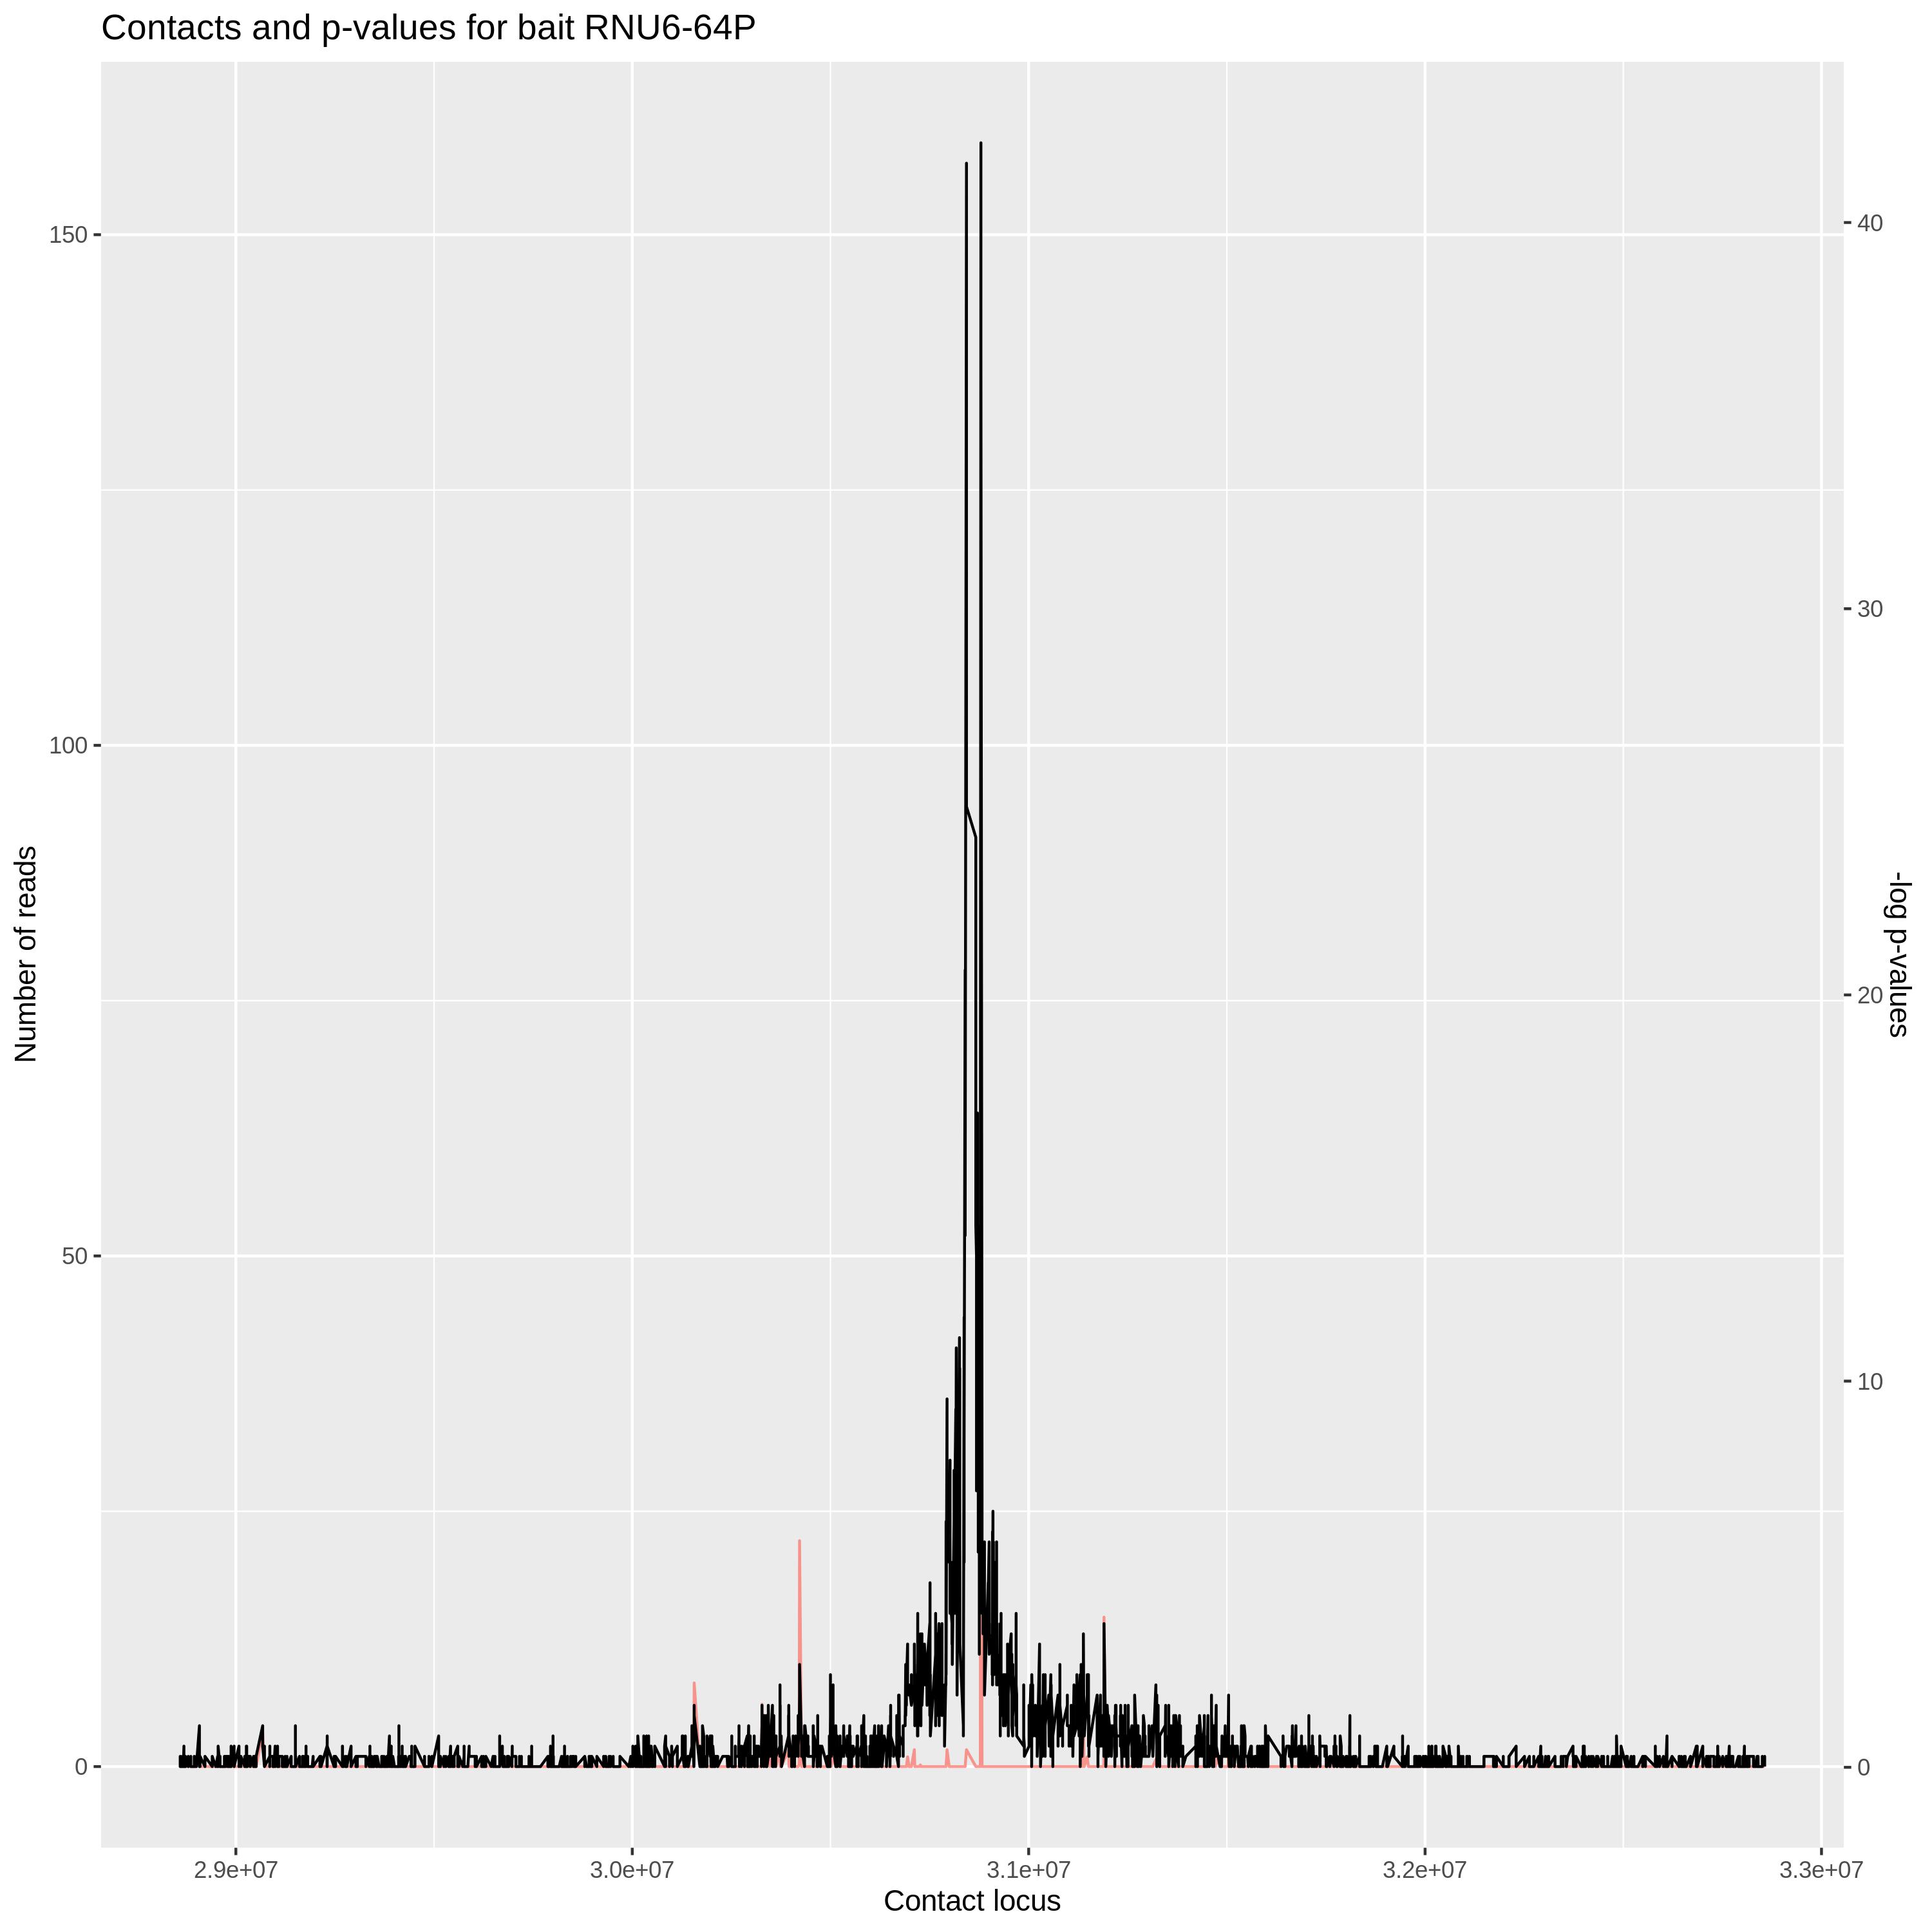 Contacts and p-values for bait RNU6-64P
150
100
50
0
Number of reads
40
30
20
10
0
-log p-values
2.9e+07
3.0e+07
3.1e+07
3.2e+07
3.3e+07
Contact locus